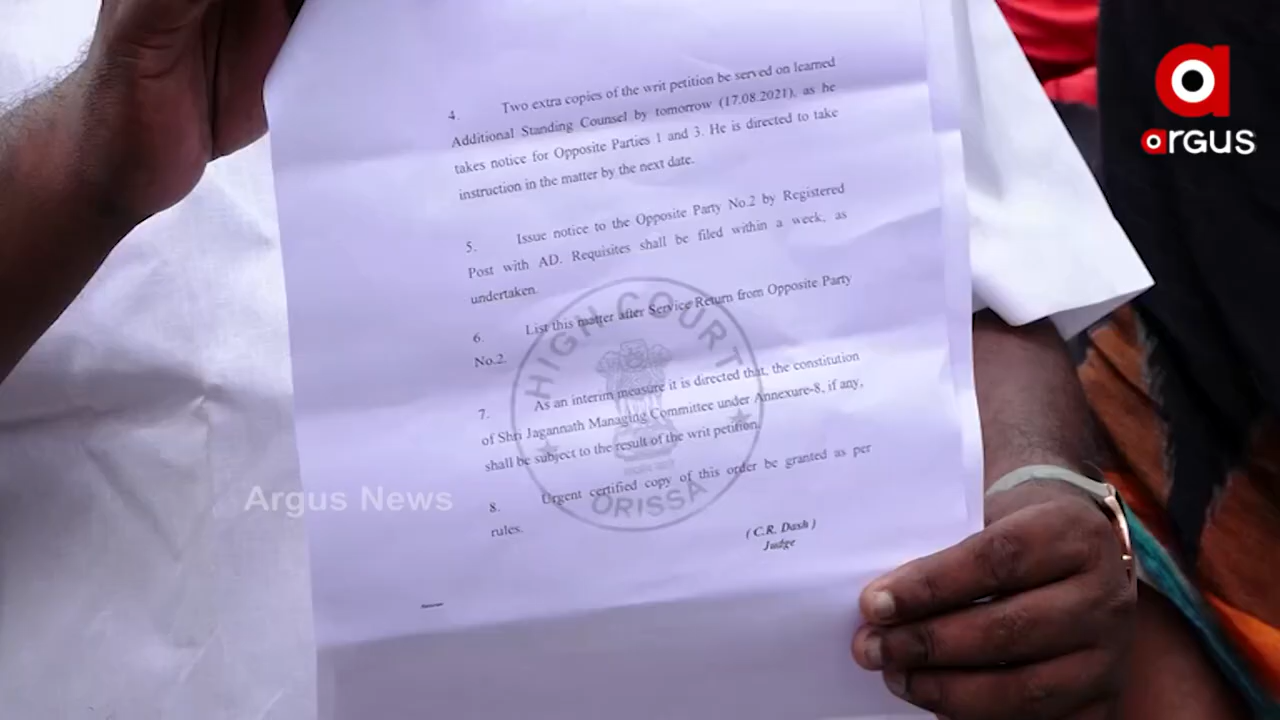 4. Two extra copies of the writ petition be served on learned
Additional Standing Counsel by tomorrow (17.08.2021), as he
takes notice for Opposite Parties 1 and 3. He is directed to take
instruction in the matter by the next date.
5. Issue notice to the Opposite Party No.2 by Registered
Post with AD. Requisites shall be filed within a week, as
undertaken.
6. List this matter after Service Return from Opposite Party
No.2.
7. As an interim measure it is directed that, the constitution
of Shri Jagannath Managing Committee under Annexure-8, if any,
shall be subject to the result of the writ petition.
8. Urgent certified copy of this order be granted as per
rules.
( C.R. Dash )
Judge
HIGH COURT
ORISSA
Argus News
a
argus